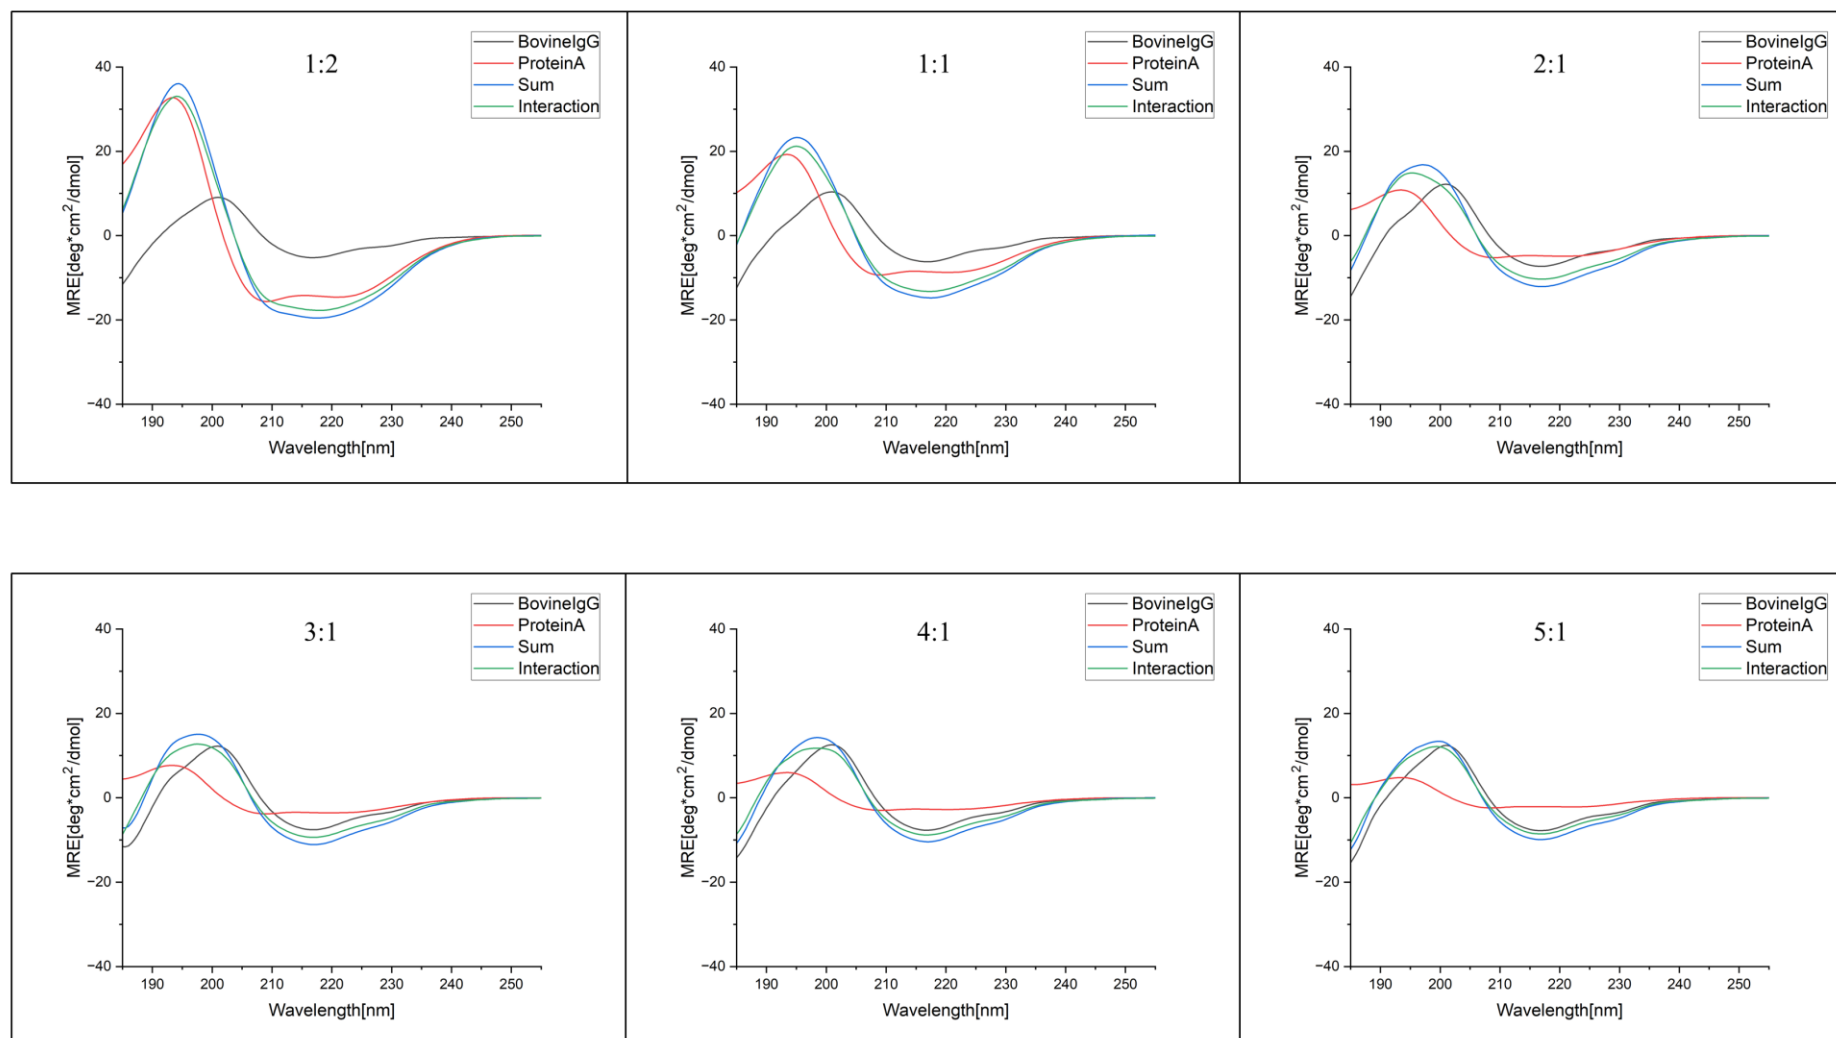 1:2
BovineIgG
ProteinA
Sum
Interaction
MRE[deg*cm²/dmol]
40
20
0
−20
−40
190 200 210 220 230 240 250
Wavelength[nm]
1:1
BovineIgG
ProteinA
Sum
Interaction
MRE[deg*cm²/dmol]
40
20
0
−20
−40
190 200 210 220 230 240 250
Wavelength[nm]
2:1
BovineIgG
ProteinA
Sum
Interaction
MRE[deg*cm²/dmol]
40
20
0
−20
−40
190 200 210 220 230 240 250
Wavelength[nm]
3:1
BovineIgG
ProteinA
Sum
Interaction
MRE[deg*cm²/dmol]
40
20
0
−20
−40
190 200 210 220 230 240 250
Wavelength[nm]
4:1
BovineIgG
ProteinA
Sum
Interaction
MRE[deg*cm²/dmol]
40
20
0
−20
−40
190 200 210 220 230 240 250
Wavelength[nm]
5:1
BovineIgG
ProteinA
Sum
Interaction
MRE[deg*cm²/dmol]
40
20
0
−20
−40
190 200 210 220 230 240 250
Wavelength[nm]